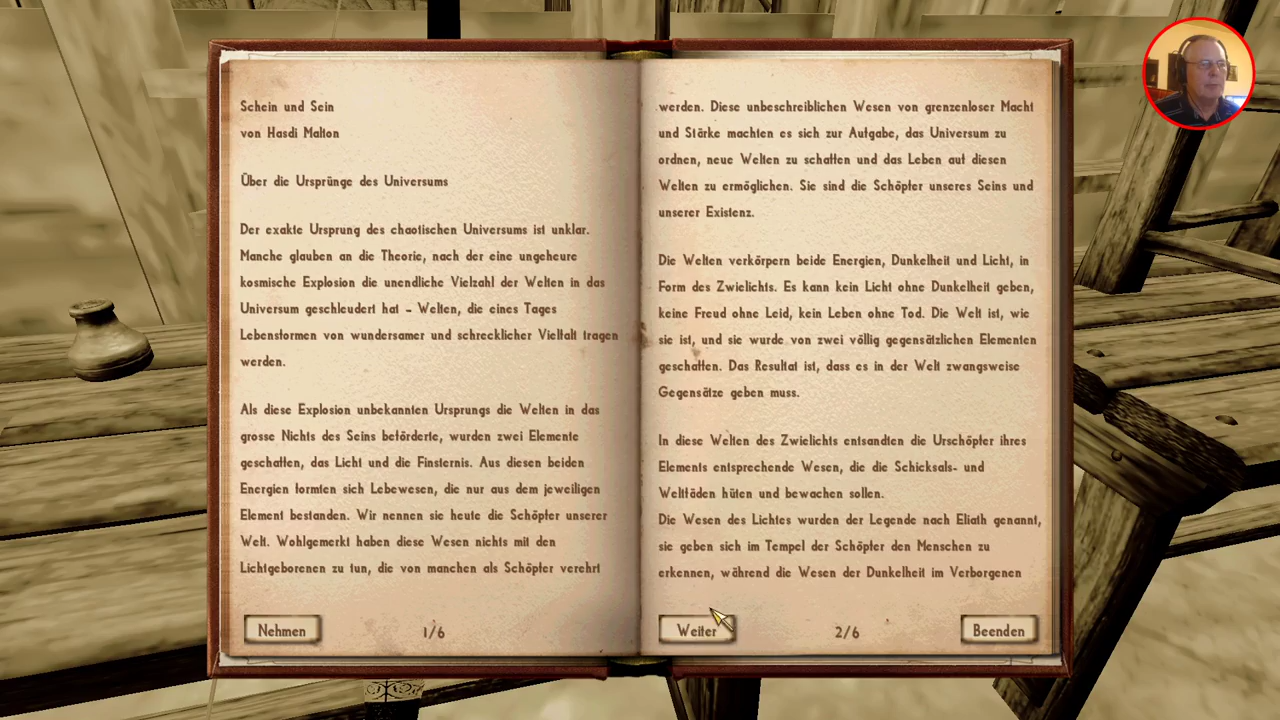 Schein und Sein
von Hasdi Malton
Über die Ursprünge des Universums
Der exakte Ursprung des chaotischen Universums ist unklar.
Manche glauben an die Theorie, nach der eine ungeheure
kosmische Explosion die unendliche Vielzahl der Welten in das
Universum geschleudert hat - Welten, die eines Tages
Lebensformen von wundersamer und schrecklicher Vielfalt tragen
werden.
Als diese Explosion unbekannten Ursprungs die Welten in das
grosse Nichts des Seins beförderte, wurden zwei Elemente
geschaffen, das Licht und die Finsternis. Aus diesen beiden
Energien formten sich Lebewesen, die nur aus dem jeweiligen
Element bestanden. Wir nennen sie heute die Schöpfer unserer
Welt. Wohlgemerkt haben diese Wesen nichts mit den
Lichtgeborenen zu tun, die von manchen als Schöpfer verehrt
Nehmen
1/6
werden. Diese unbeschreiblichen Wesen von grenzenloser Macht
und Stärke machten es sich zur Aufgabe, das Universum zu
ordnen, neue Welten zu schaffen und das Leben auf diesen
Welten zu ermöglichen. Sie sind die Schöpfer unseres Seins und
unserer Existenz.
Die Welten verkörpern beide Energien, Dunkelheit und Licht, in
Form des Zwielichts. Es kann kein Licht ohne Dunkelheit geben,
keine Freud ohne Leid, kein Leben ohne Tod. Die Welt ist, wie
sie ist, und sie wurde von zwei völlig gegensätzlichen Elementen
geschaffen. Das Resultat ist, dass es in der Welt zwangsweise
Gegensätze geben muss.
In diese Welten des Zwielichts entsandten die Urschöpfer ihres
Elements entsprechende Wesen, die die Schicksals- und
Weltfäden hüten und bewachen sollen.
Die Wesen des Lichtes wurden der Legende nach Eliath genannt,
sie geben sich im Tempel der Schöpfer den Menschen zu
erkennen, während die Wesen der Dunkelheit im Verborgenen
Weiter
2/6
Beenden